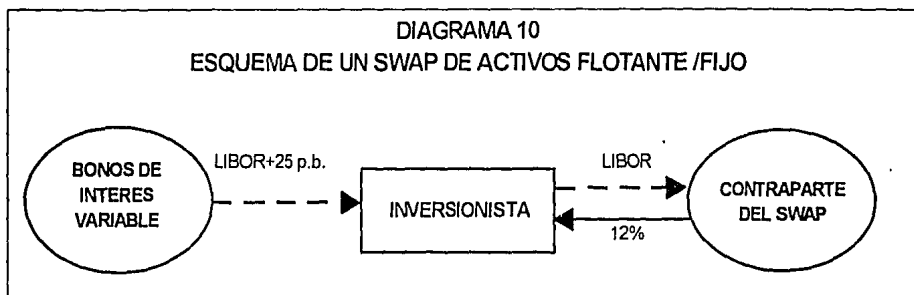 DIAGRAMA 10
ESQUEMA DE UN SWAP DE ACTIVOS FLOTANTE /FIJO
BONOS DE
INTERES
VARIABLE
LIBOR+25 p.b.
INVERSIONISTA
LIBOR
12%
CONTRAPARTE
DEL SWAP